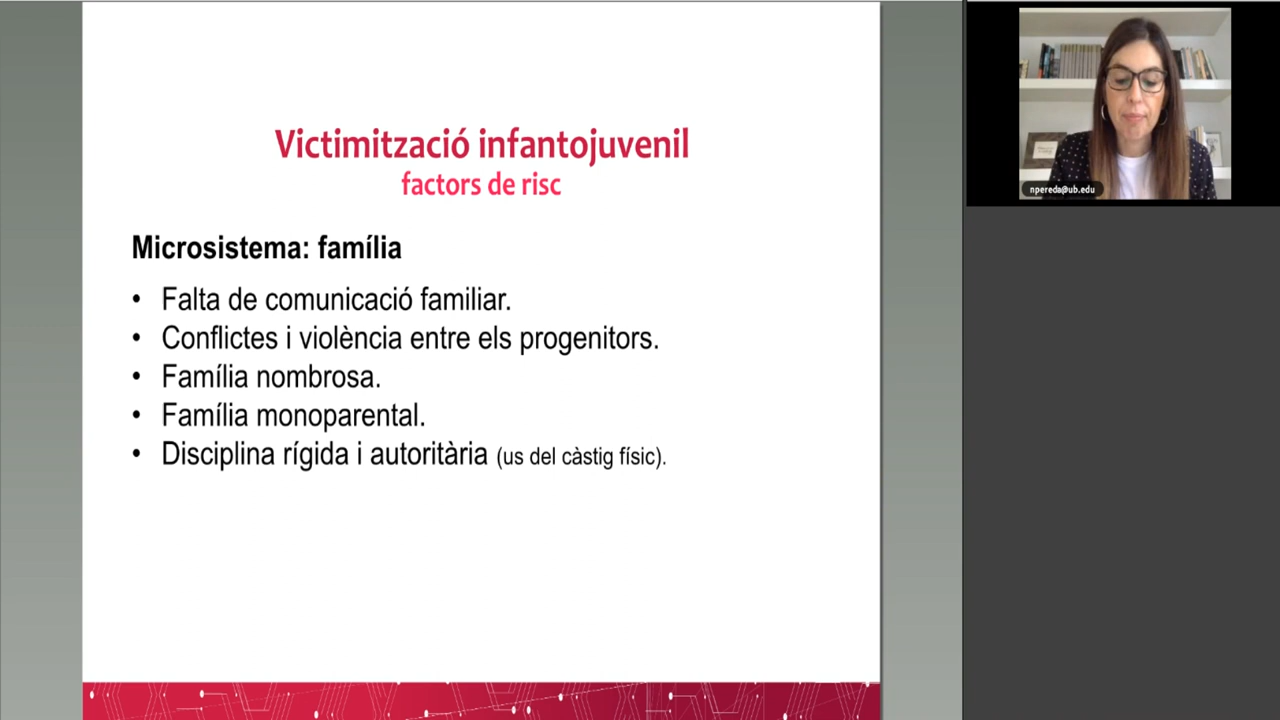 Victimització infantojuvenil
factors de risc
Microsistema: família
• Falta de comunicació familiar.
• Conflictes i violència entre els progenitors.
• Família nombrosa.
• Família monoparental.
• Disciplina rígida i autoritària (us del càstig físic).
npereda@ub.edu